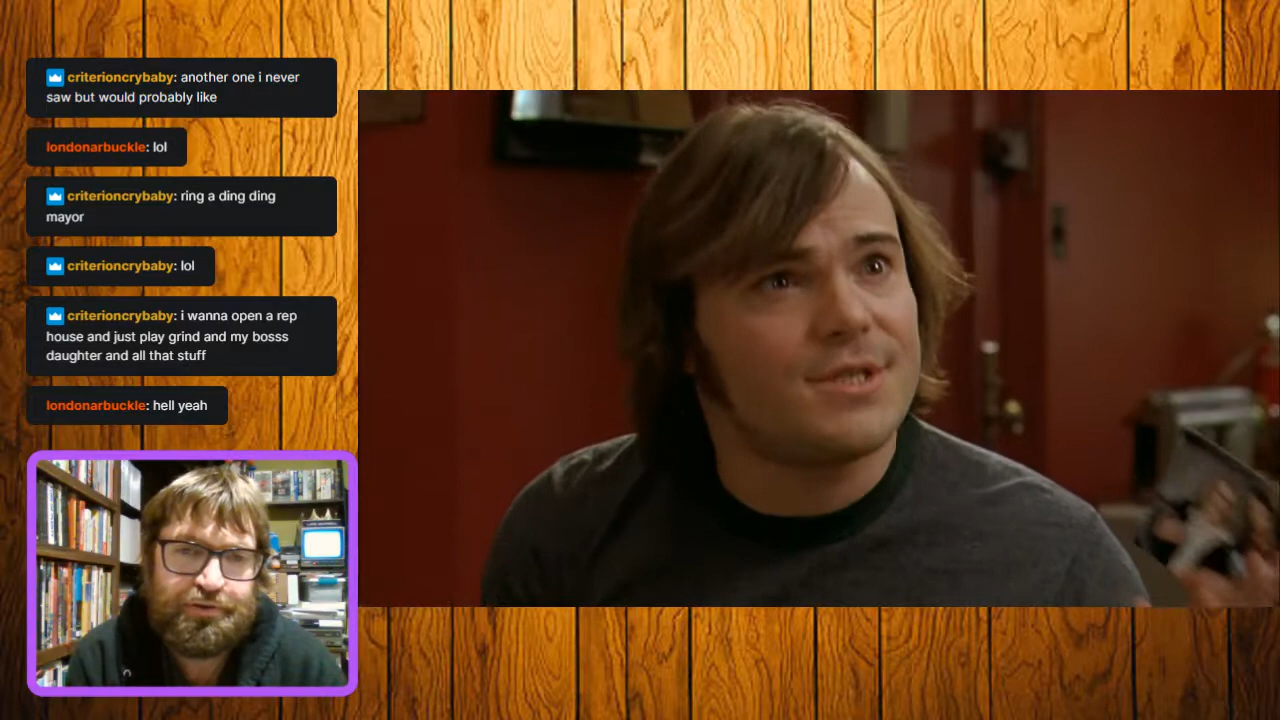 criterioncrybaby: another one i never
saw but would probably like
londonarbuckle: lol
criterioncrybaby: ring a ding ding
mayor
criterioncrybaby: lol
criterioncrybaby: i wanna open a rep
house and just play grind and my bosss
daughter and all that stuff
londonarbuckle: hell yeah